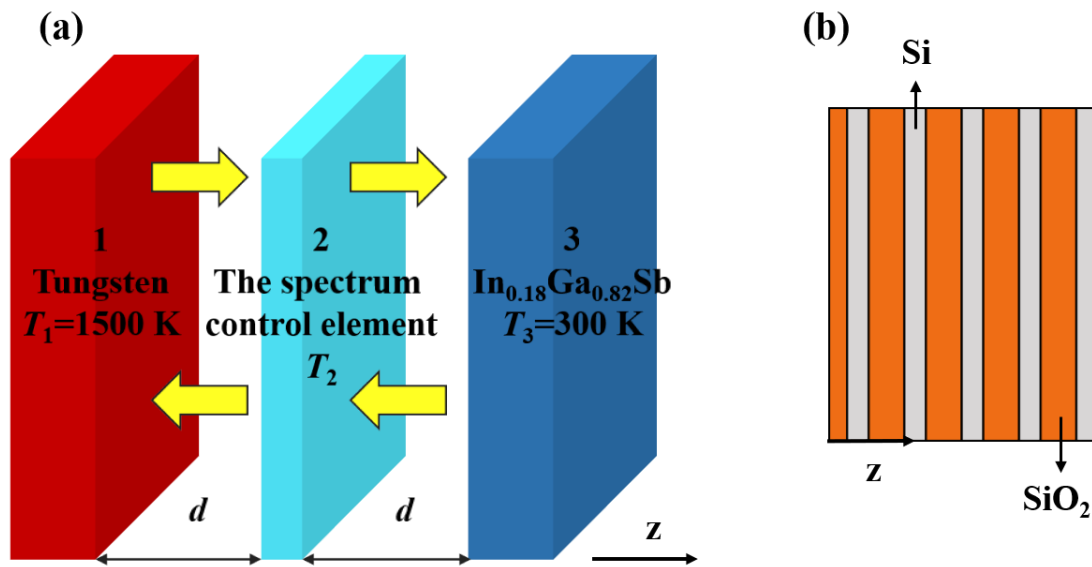 (a)
1
Tungsten
T₁=1500 K
2
The spectrum
control element
T₂
3
In₀.₁₈Ga₀.₈₂Sb
T₃=300 K
d
d
z
(b)
Si
z
SiO₂